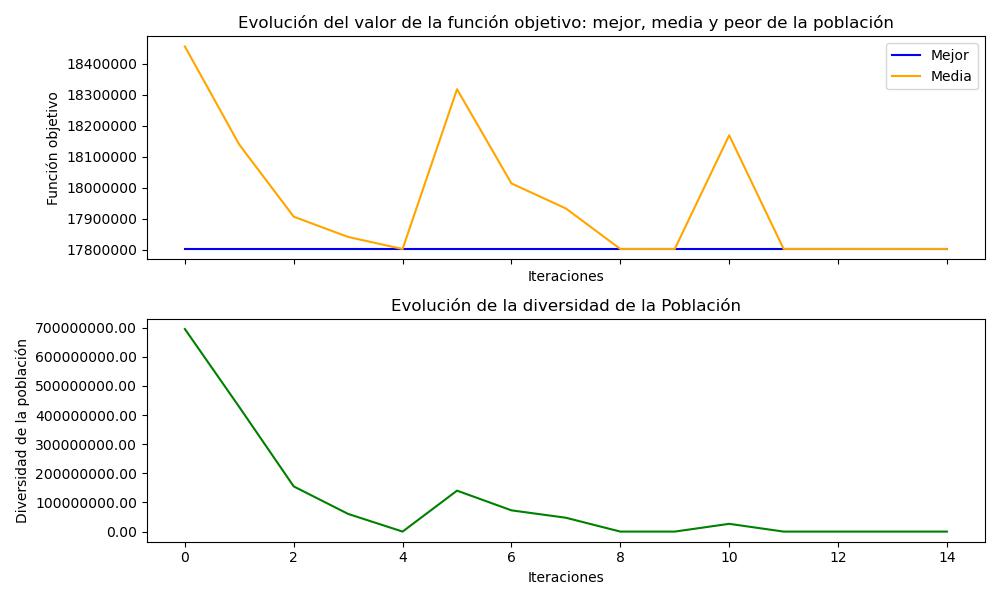 Evolución del valor de la función objetivo: mejor, media y peor de la población
Función objetivo
18400000
18300000
18200000
18100000
18000000
17900000
17800000
Mejor
Media
Iteraciones
Evolución de la diversidad de la Población
Diversidad de la población
700000000.00
600000000.00
500000000.00
400000000.00
300000000.00
200000000.00
100000000.00
0.00
0 2 4 6 8 10 12 14
Iteraciones